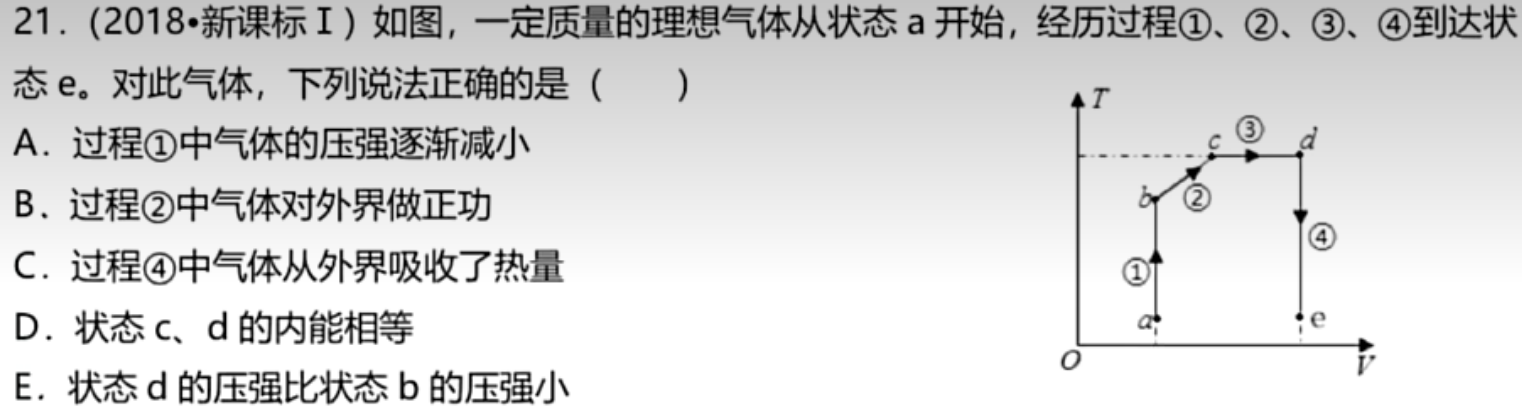 21．(2018•新课标Ⅰ）如图，一定质量的理想气体从状态 a 开始，经历过程①、②、③、④到达状
态 e。对此气体，下列说法正确的是（　　）
A．过程①中气体的压强逐渐减小
B．过程②中气体对外界做正功
C．过程④中气体从外界吸收了热量
D．状态 c、d 的内能相等
E．状态 d 的压强比状态 b 的压强小
T
c ③ d
b ②
④
①
a e
O V